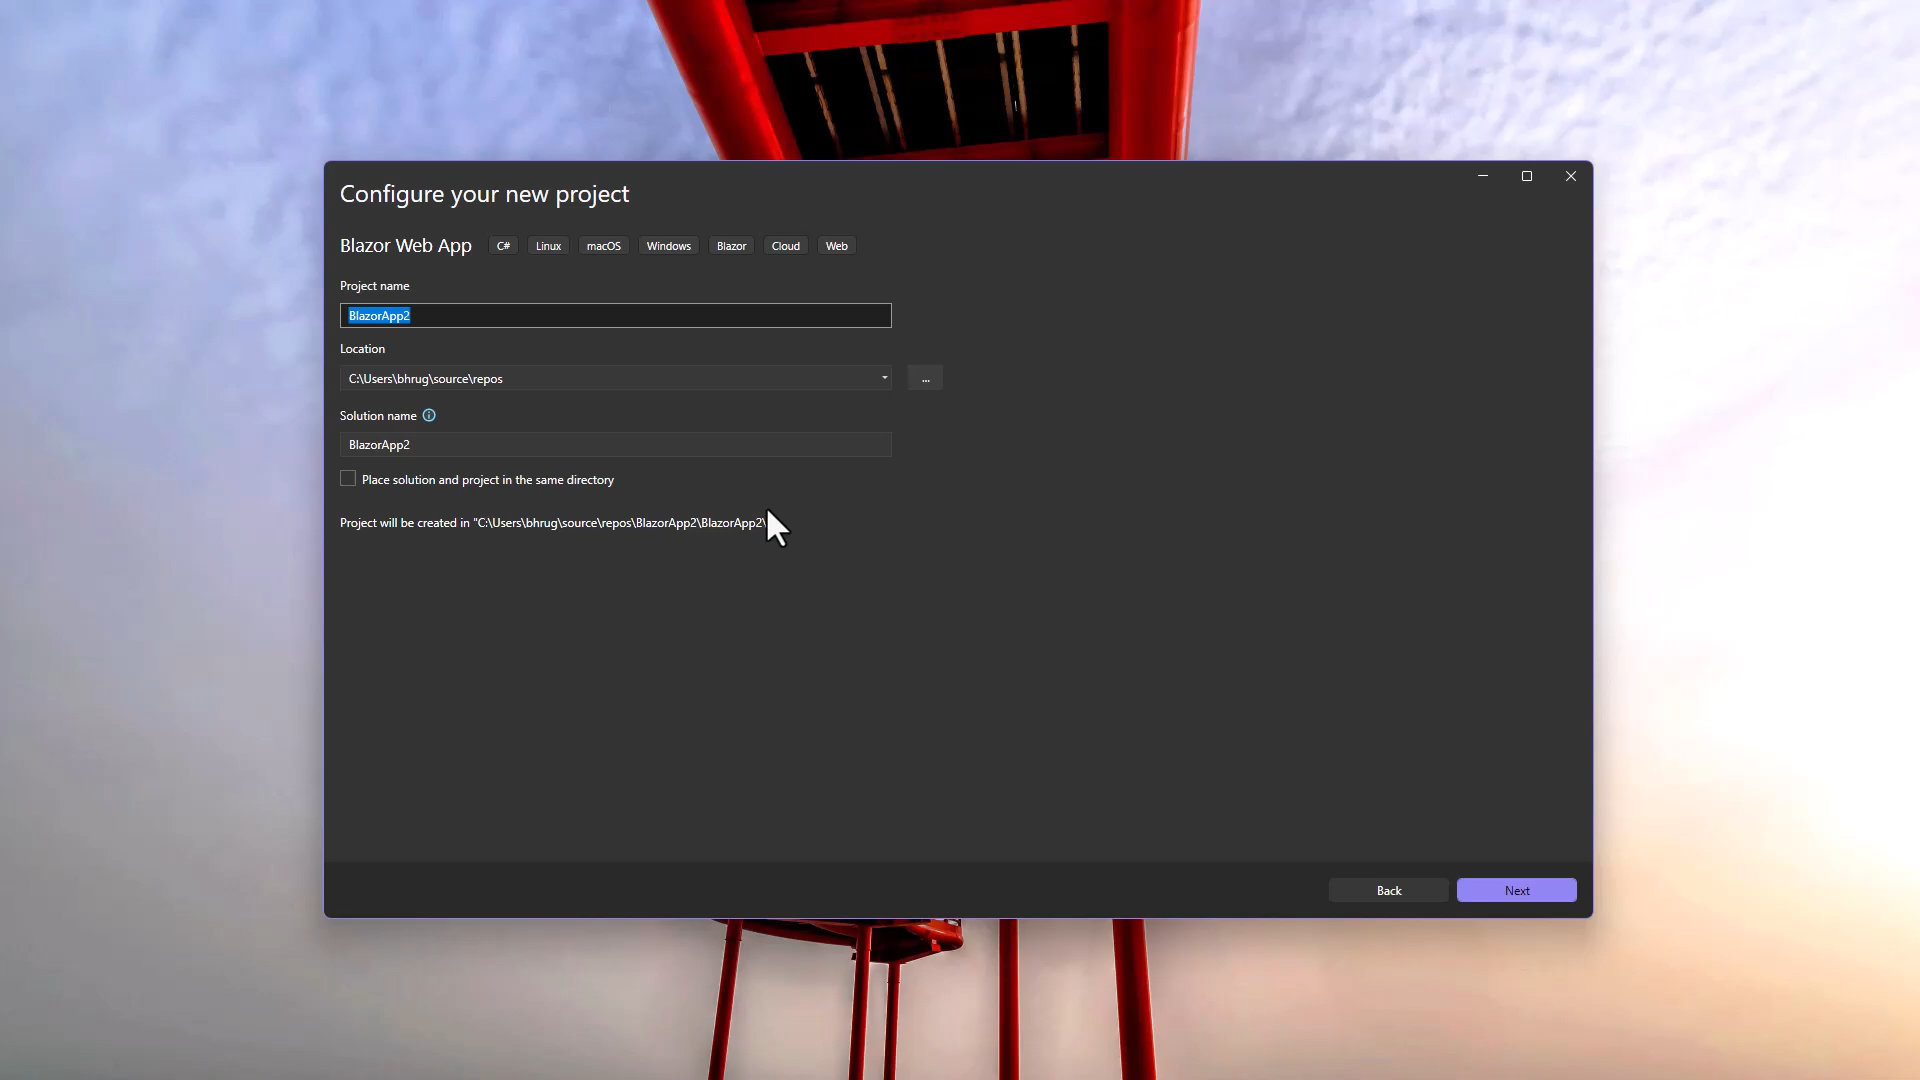 Configure your new project
Blazor Web App C# Linux macOS Windows Blazor Cloud Web
Project name
BlazorApp2
Location
C:\Users\bhrug\source\repos
...
Solution name
BlazorApp2
Place solution and project in the same directory
Project will be created in "C:\Users\bhrug\source\repos\BlazorApp2\BlazorApp2\
Back Next